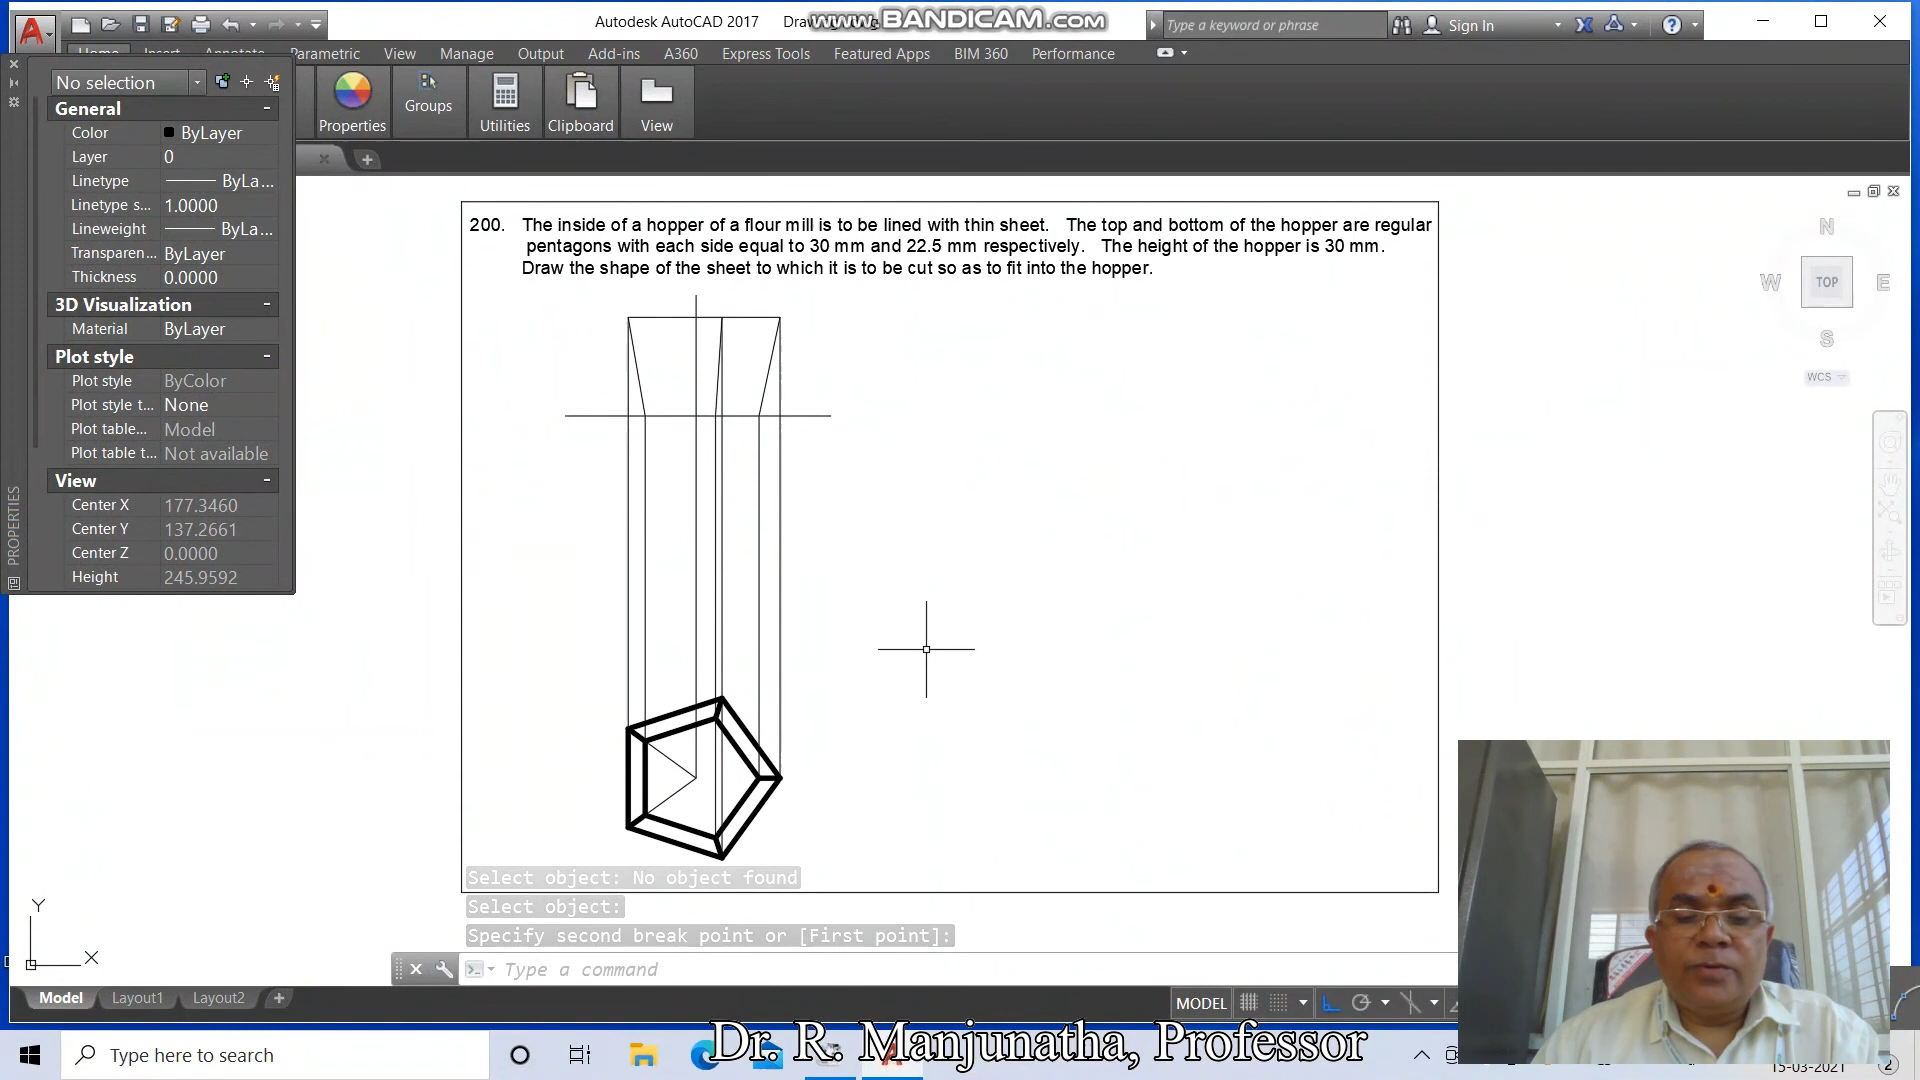 Autodesk AutoCAD 2017
www.BANDICAM.com
Type a keyword or phrase
Sign In
Parametric
View
Manage
Output
Add-ins
A360
Express Tools
Featured Apps
BIM 360
Performance
No selection
General
Color ByLayer
Layer 0
Linetype ByLa...
Linetype s... 1.0000
Lineweight ByLa...
Transparen... ByLayer
Thickness 0.0000
3D Visualization
Material ByLayer
Plot style
Plot style ByColor
Plot style t... None
Plot table... Model
Plot table t... Not available
View
Center X 177.3460
Center Y 137.2661
Center Z 0.0000
Height 245.9592
PROPERTIES
Properties
Groups
Utilities
Clipboard
View
200. The inside of a hopper of a flour mill is to be lined with thin sheet. The top and bottom of the hopper are regular
pentagons with each side equal to 30 mm and 22.5 mm respectively. The height of the hopper is 30 mm.
Draw the shape of the sheet to which it is to be cut so as to fit into the hopper.
N
W
TOP
E
S
WCS
Select object: No object found
Select object:
Specify second break point or [First point]:
Type a command
Y
X
Model
Layout1
Layout2
MODEL
Dr. R. Manjunatha, Professor
Type here to search
15-03-2021
2